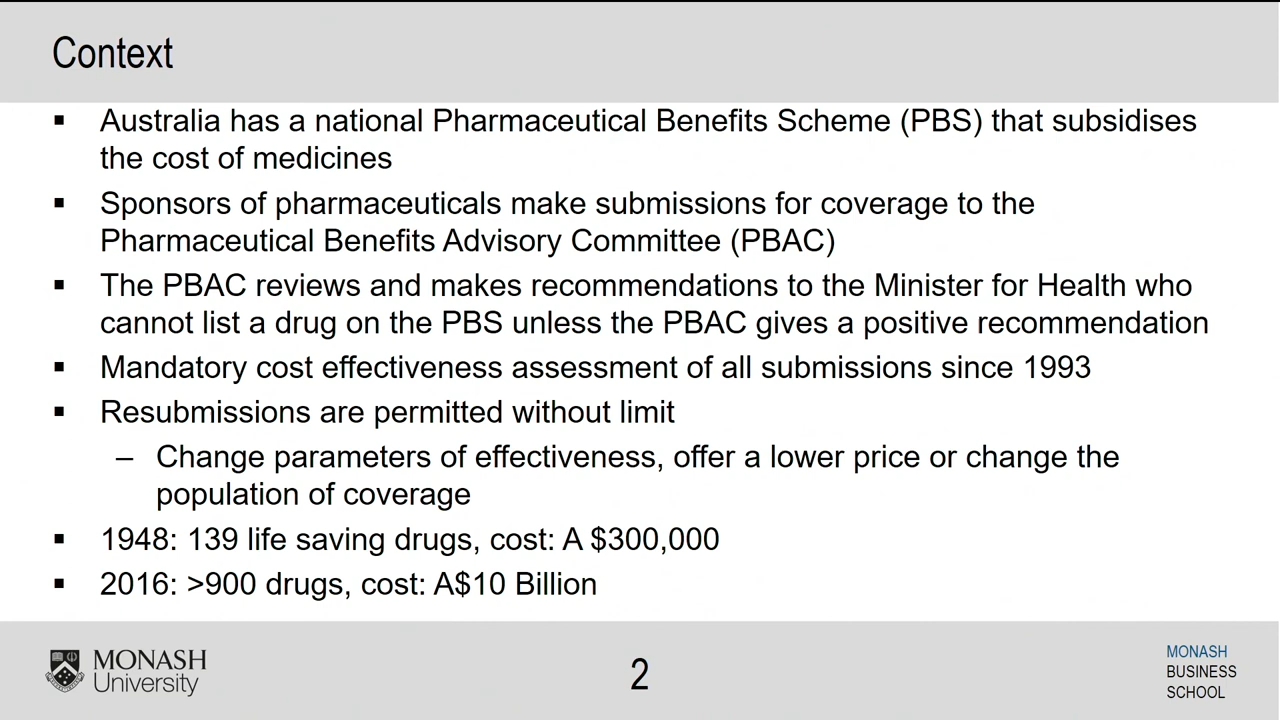 Context
▪ Australia has a national Pharmaceutical Benefits Scheme (PBS) that subsidises
the cost of medicines
▪ Sponsors of pharmaceuticals make submissions for coverage to the
Pharmaceutical Benefits Advisory Committee (PBAC)
▪ The PBAC reviews and makes recommendations to the Minister for Health who
cannot list a drug on the PBS unless the PBAC gives a positive recommendation
▪ Mandatory cost effectiveness assessment of all submissions since 1993
▪ Resubmissions are permitted without limit
– Change parameters of effectiveness, offer a lower price or change the
population of coverage
▪ 1948: 139 life saving drugs, cost: A $300,000
▪ 2016: >900 drugs, cost: A$10 Billion
MONASH
University
2
MONASH
BUSINESS
SCHOOL